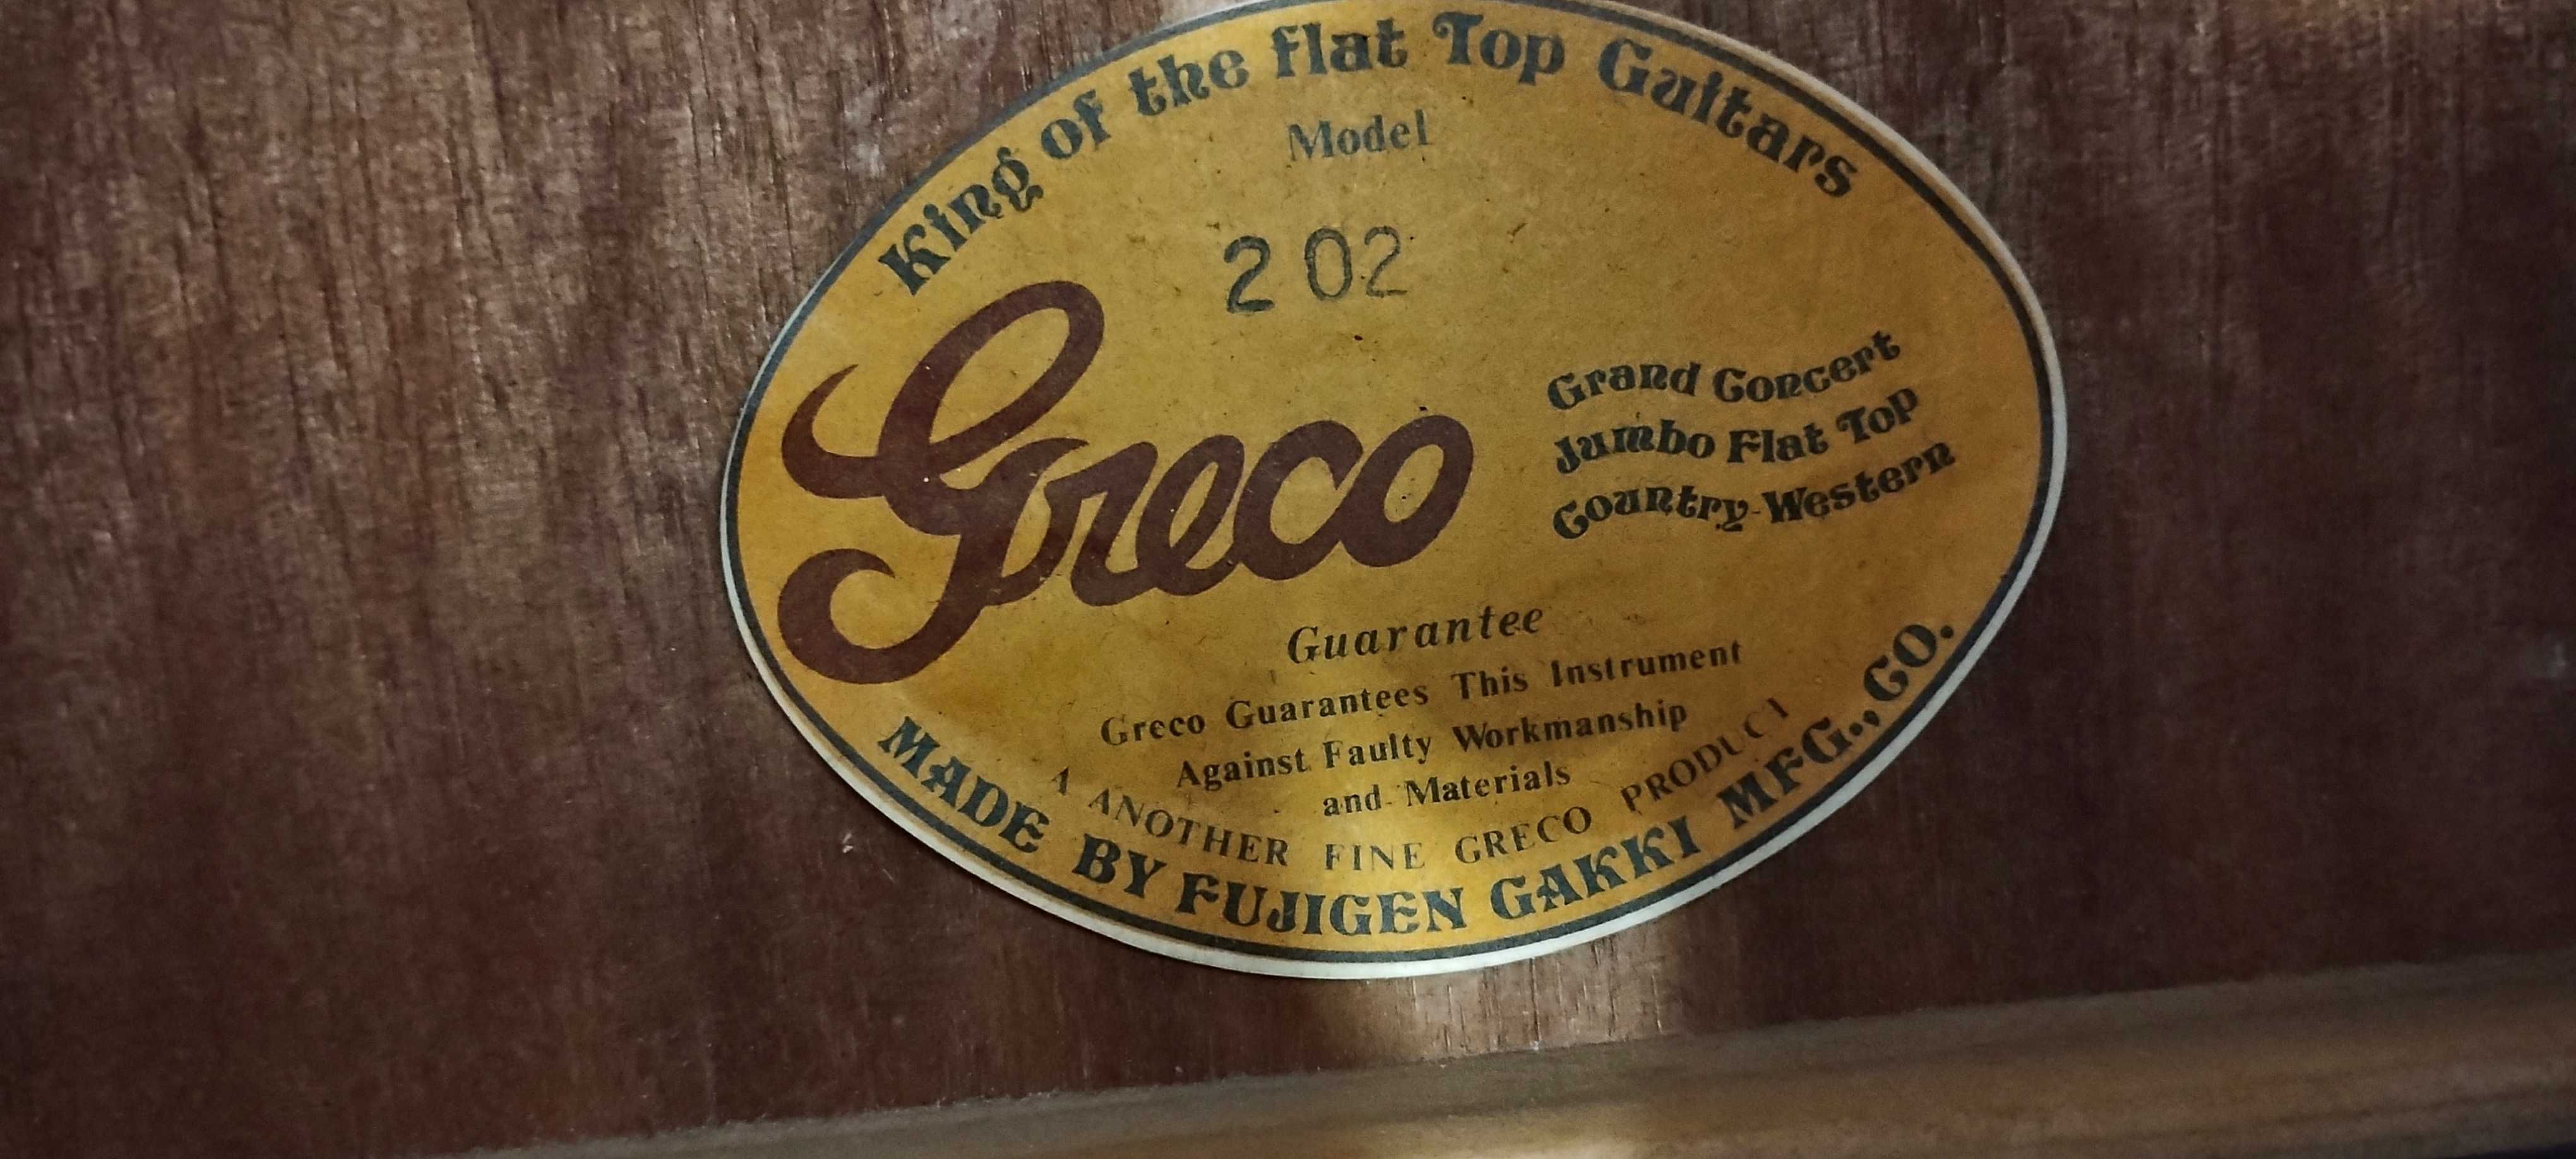 King of the flat Top Guitars
Model
202
Greco
Grand Concert
Jumbo Flat Top
Country-Western
Guarantee
Greco Guarantees This Instrument
Against Faulty Workmanship
and Materials
A ANOTHER FINE GRECO PRODUCT
MADE BY FUJIGEN GAKKI MFG.,CO.